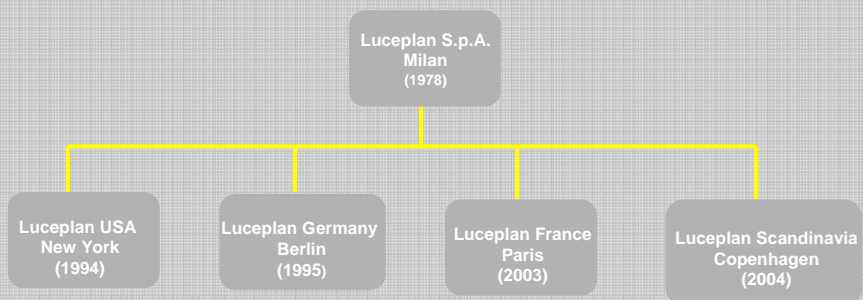 Luceplan S.p.A.
Milan
(1978)
Luceplan USA
New York
(1994)
Luceplan Germany
Berlin
(1995)
Luceplan France
Paris
(2003)
Luceplan Scandinavia
Copenhagen
(2004)